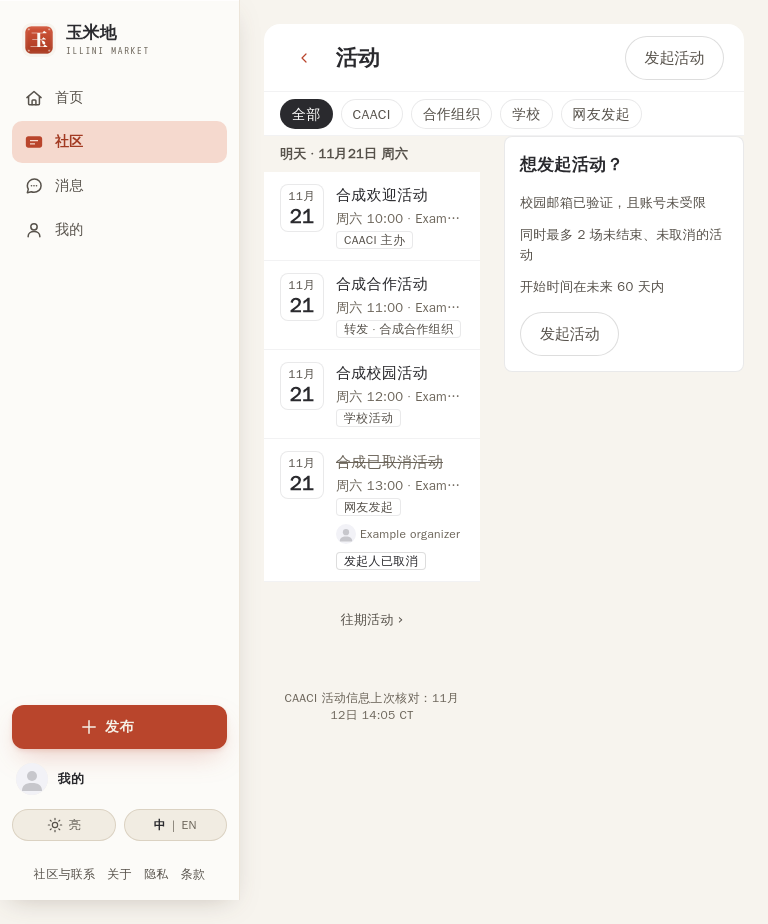 玉米地
ILLINI MARKET
首页
社区
消息
我的
发布
我的
亮
中 | EN
社区与联系 关于 隐私 条款
活动
发起活动
全部 CAACI 合作组织 学校 网友发起
明天 · 11月21日 周六
11月
21
合成欢迎活动
周六 10:00 · Exam···
CAACI 主办
11月
21
合成合作活动
周六 11:00 · Exam···
转发 · 合成合作组织
11月
21
合成校园活动
周六 12:00 · Exam···
学校活动
11月
21
合成已取消活动
周六 13:00 · Exam···
网友发起
Example organizer
发起人已取消
往期活动 ›
CAACI 活动信息上次核对：11月
12日 14:05 CT
想发起活动？
校园邮箱已验证，且账号未受限
同时最多 2 场未结束、未取消的活
动
开始时间在未来 60 天内
发起活动